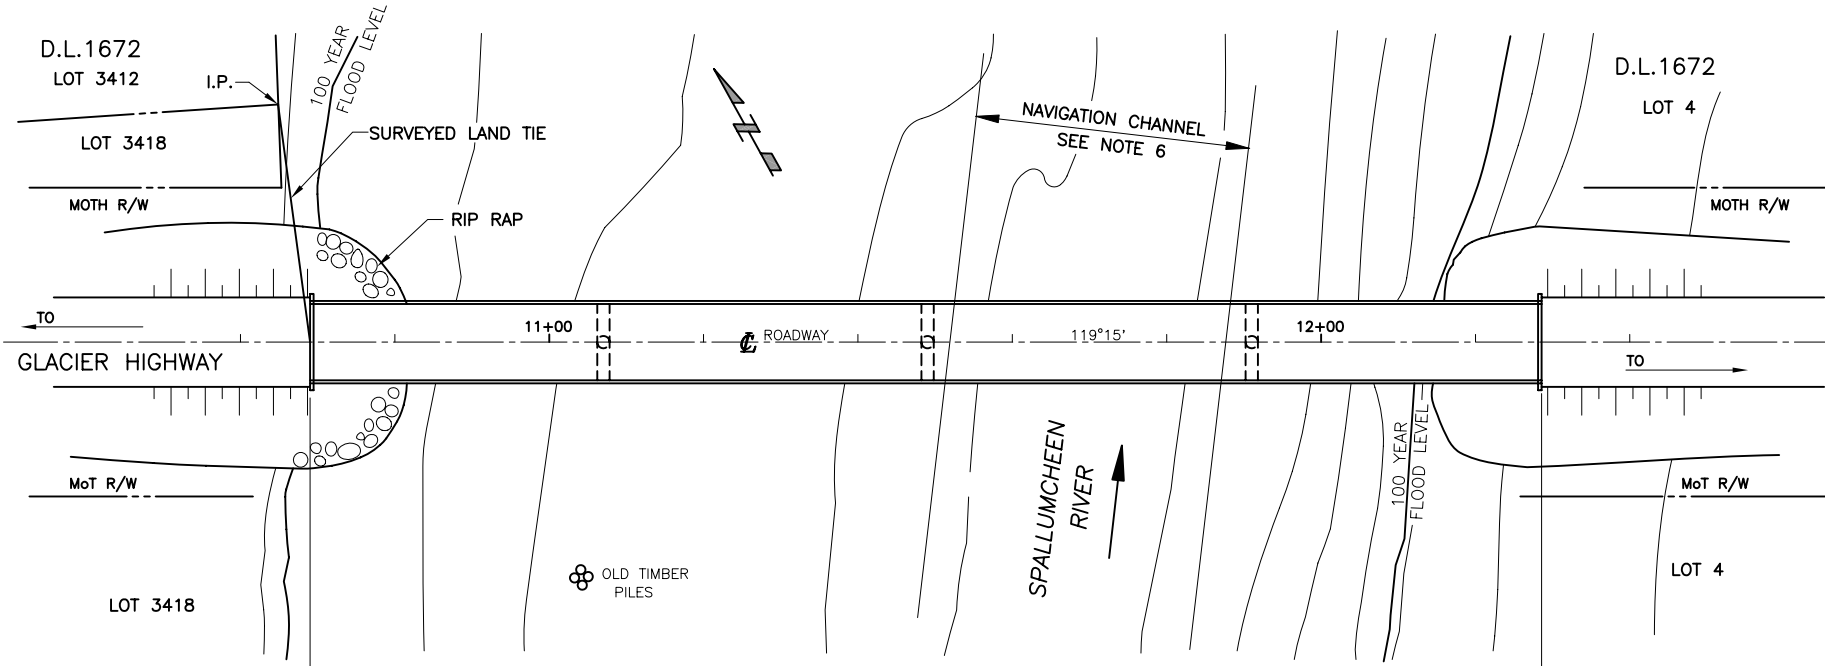 D.L.1672
LOT 3412
I.P.
100 YEAR
FLOOD LEVEL
LOT 3418
SURVEYED LAND TIE
MOTH R/W
RIP RAP
NAVIGATION CHANNEL
SEE NOTE 6
D.L.1672
LOT 4
MOTH R/W
TO
GLACIER HIGHWAY
11+00
ROADWAY
119°15'
12+00
TO
MoT R/W
LOT 3418
OLD TIMBER
PILES
SPALLUMCHEEN
RIVER
100 YEAR
FLOOD LEVEL
MoT R/W
LOT 4